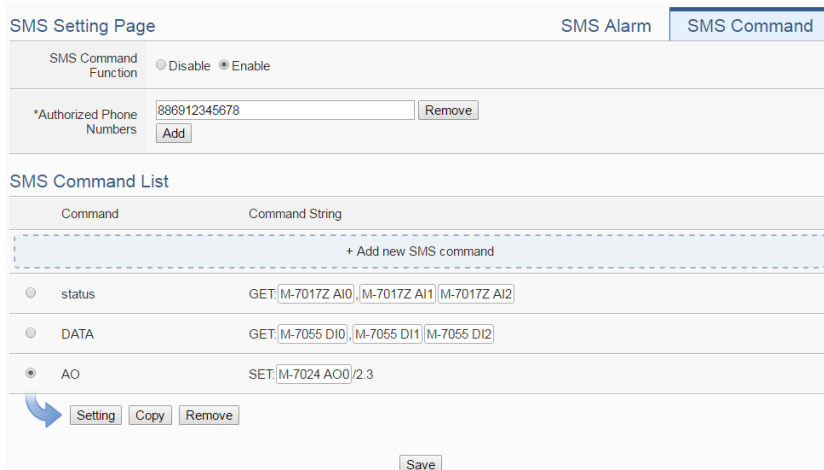 SMS Setting Page SMS Alarm SMS Command
SMS Command
Function
Disable Enable
*Authorized Phone
Numbers
886912345678 Remove
Add
SMS Command List
Command Command String
+ Add new SMS command
status GET: M-7017Z AI0 , M-7017Z AI1 M-7017Z AI2
DATA GET: M-7055 DI0 , M-7055 DI1 M-7055 DI2
AO SET: M-7024 AO0 /2.3
Setting Copy Remove
Save